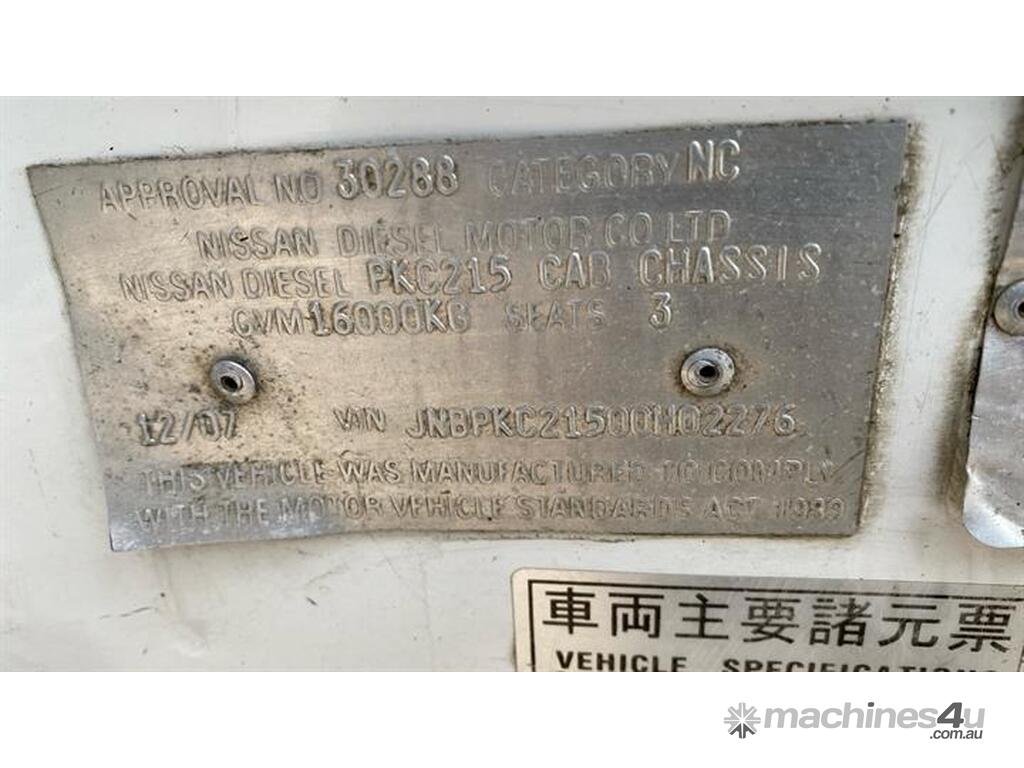 APPROVAL NO 30288 CATEGORY NC
NISSAN DIESEL MOTOR CO LTD
NISSAN DIESEL PKC215 CAB CHASSIS
GVM 16000KG SEATS 3
12/07 VIN
THIS VEHICLE WAS MANUFACTURED TO COMPLY
WITH THE MOTOR VEHICLE STANDARDS ACT 1989
車両主要諸元票
VEHICLE SPECIFICATIONS
machines4u
.com.au